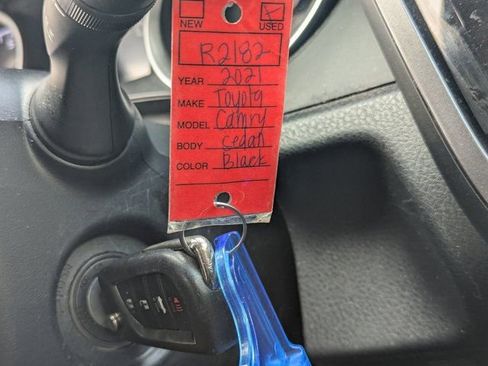 NEW USED
R2182
YEAR 2021
MAKE Toyota
MODEL Camry
BODY Sedan
COLOR Black